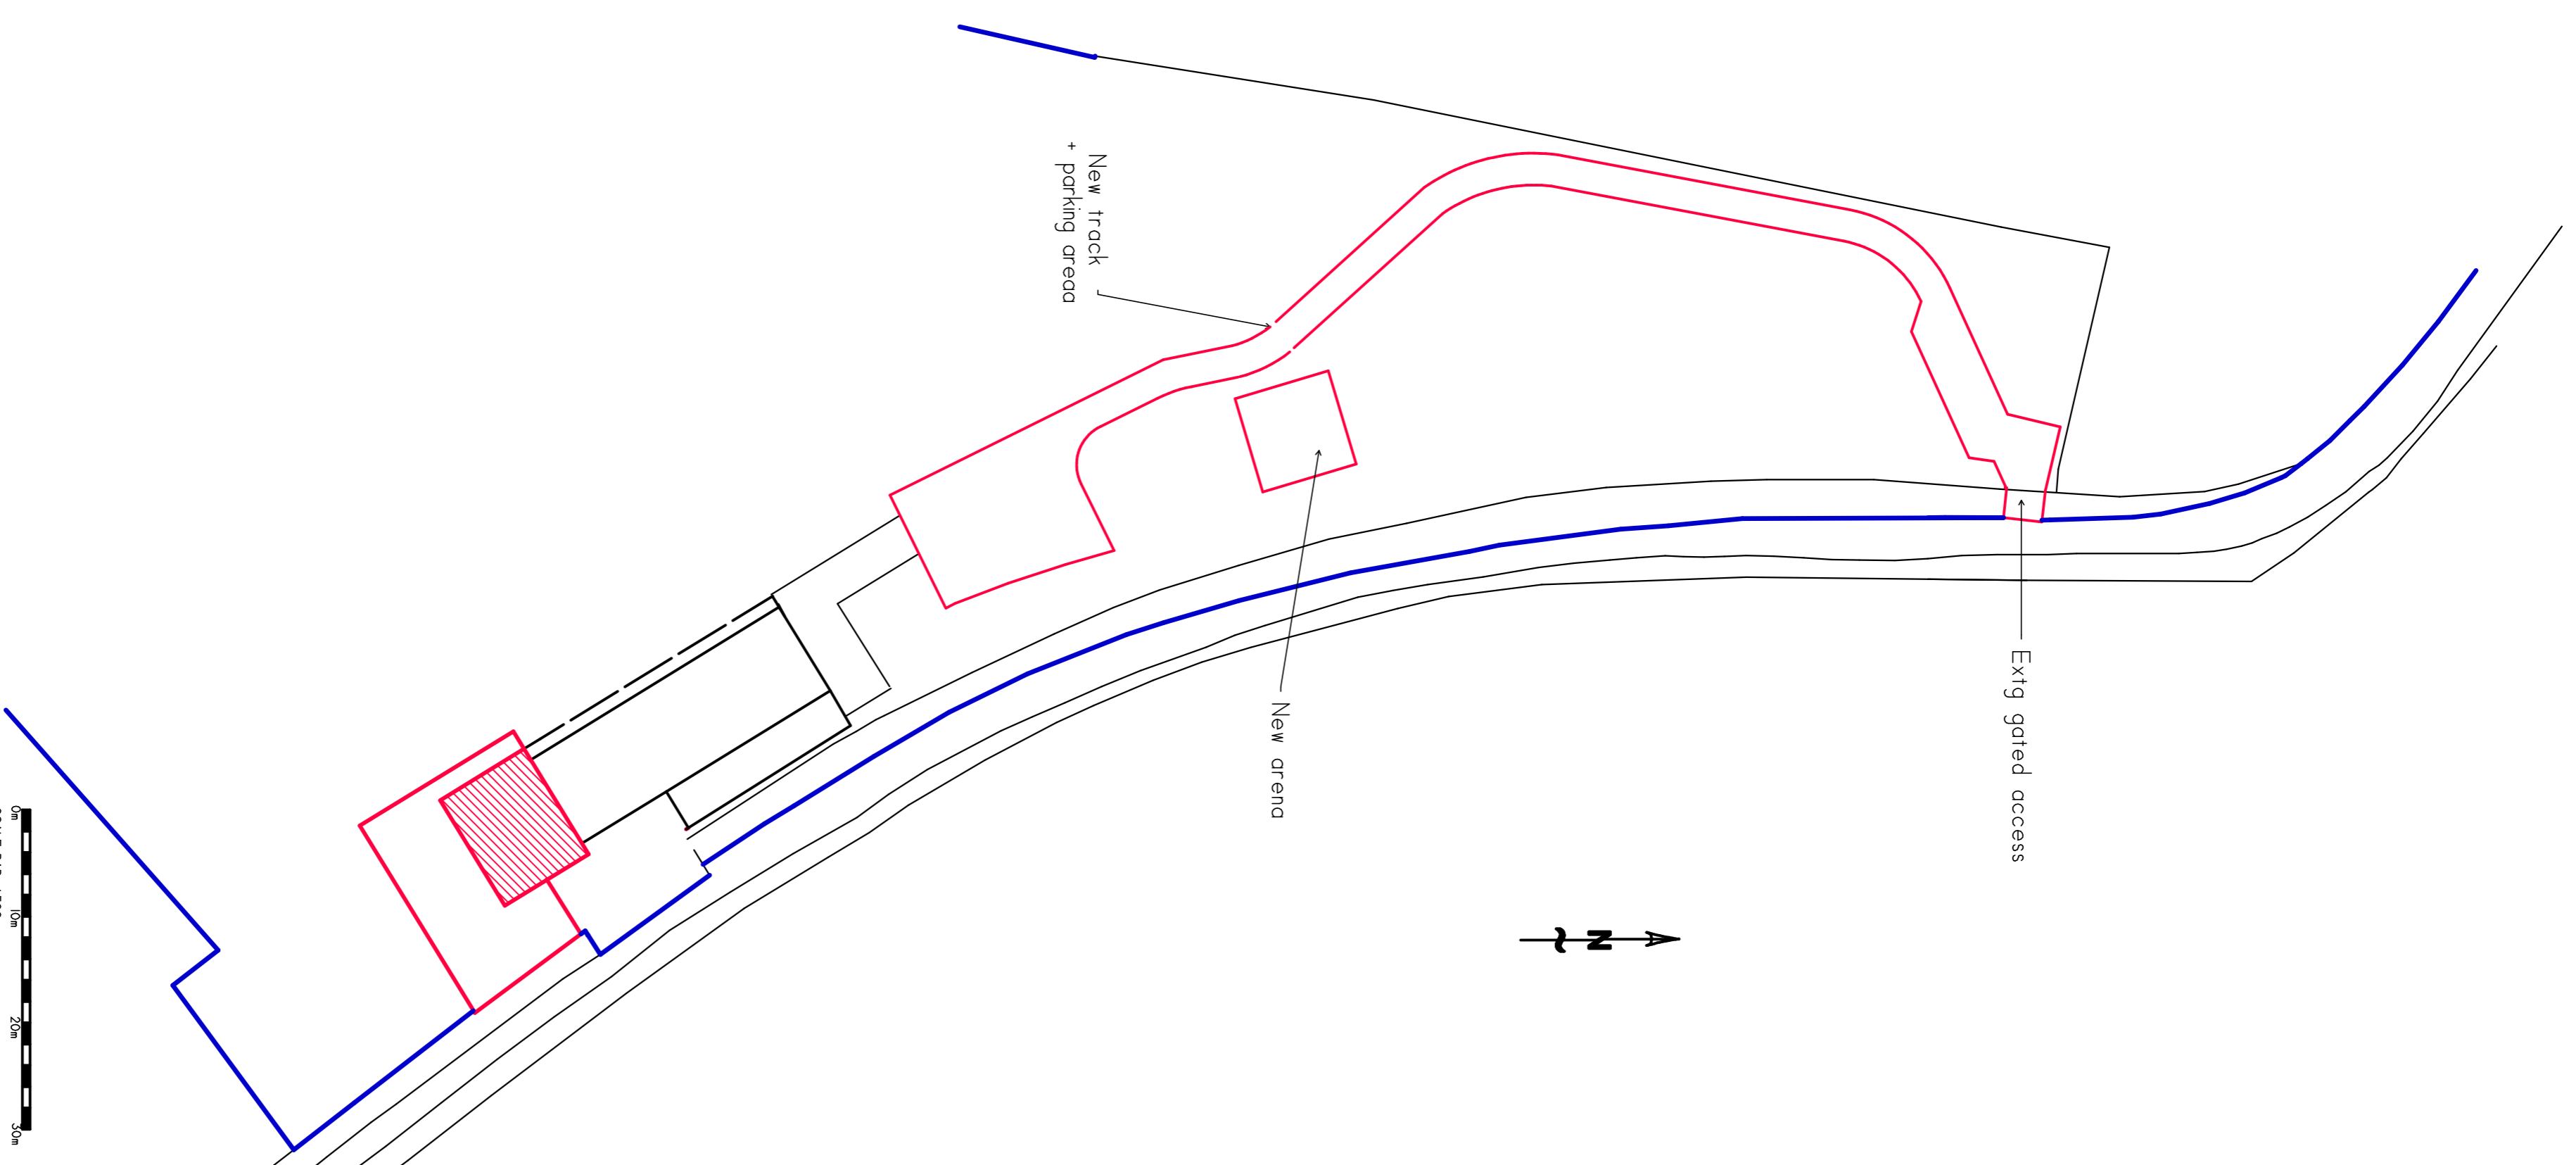 New track
+ parking areaa
New arena
Extg gated access
N
0m
10m
20m
30m